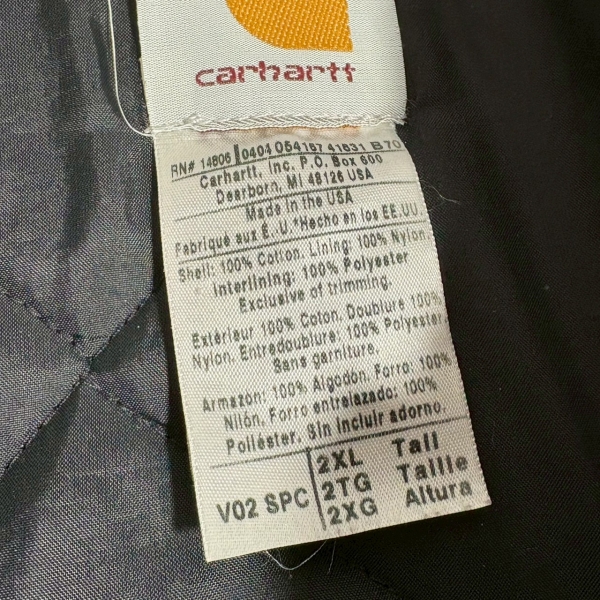 carhartt
RN# 14806 0404 054187 41631 B70
Carhartt, Inc. P.O. Box 600
Dearborn, MI 48126 USA
Made in the USA
Fabriqué aux É.U.*Hecho en los EE.UU.
Shell: 100% Cotton. Lining: 100% Nylon.
Interlining: 100% Polyester
Exclusive of trimming.
Extérieur 100% Coton. Doublure 100%
Nylon. Entredoublure: 100% Polyester.
Sans garniture.
Armazon: 100% Algodón. Forro: 100%
Nilón. Forro entrelazado: 100%
Poliéster. Sin incluir adorno.
V02 SPC
2XL Tall
2TG Taille
2XG Altura